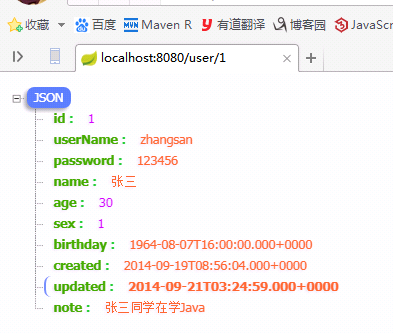 收藏 百度 Maven R 有道翻译 博客园 JavaScri
localhost:8080/user/1
JSON
id : 1
userName : zhangsan
password : 123456
name : 张三
age : 30
sex : 1
birthday : 1964-08-07T16:00:00.000+0000
created : 2014-09-19T08:56:04.000+0000
updated : 2014-09-21T03:24:59.000+0000
note : 张三同学在学Java